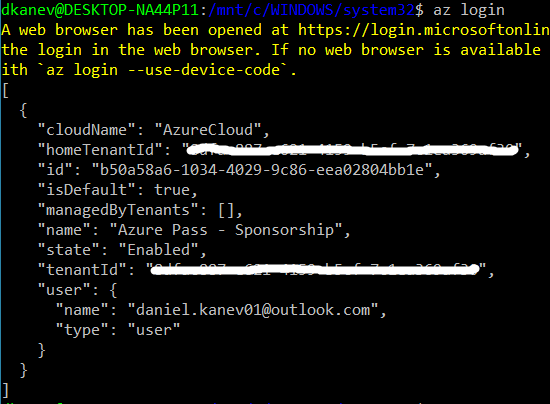 dkanev@DESKTOP-NA44P11:/mnt/c/WINDOWS/system32$ az login
A web browser has been opened at https://login.microsoftonlin
the login in the web browser. If no web browser is available
ith `az login --use-device-code`.
[
  {
    "cloudName": "AzureCloud",
    "homeTenantId":
    "id": "b50a58a6-1034-4029-9c86-eea02804bb1e",
    "isDefault": true,
    "managedByTenants": [],
    "name": "Azure Pass - Sponsorship",
    "state": "Enabled",
    "tenantId":
    "user": {
      "name": "daniel.kanev01@outlook.com",
      "type": "user"
    }
  }
]